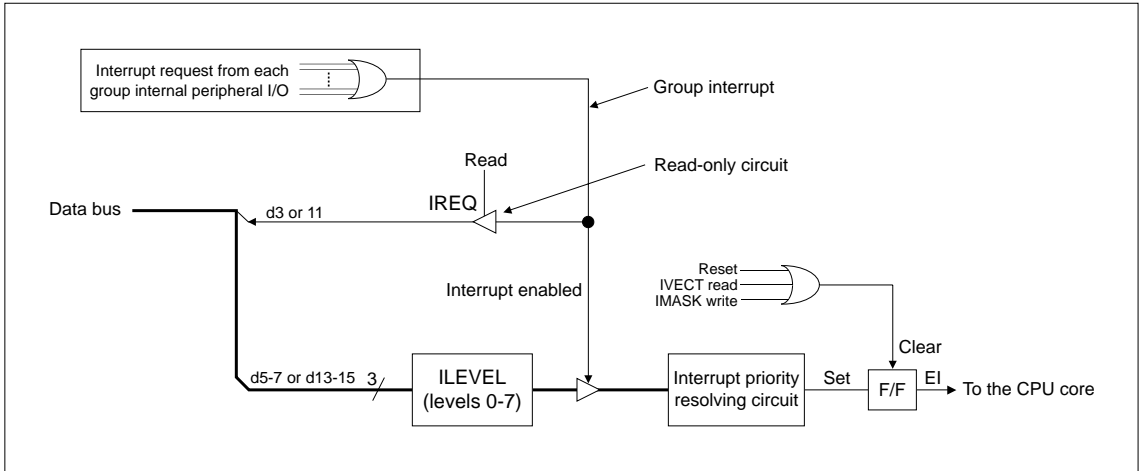 Interrupt request from each
group internal peripheral I/O
Group interrupt
Read
Read-only circuit
IREQ
Data bus
d3 or 11
Interrupt enabled
Reset
IVECT read
IMASK write
Clear
d5-7 or d13-15
3
ILEVEL
(levels 0-7)
Interrupt priority
resolving circuit
Set
F/F
EI
To the CPU core